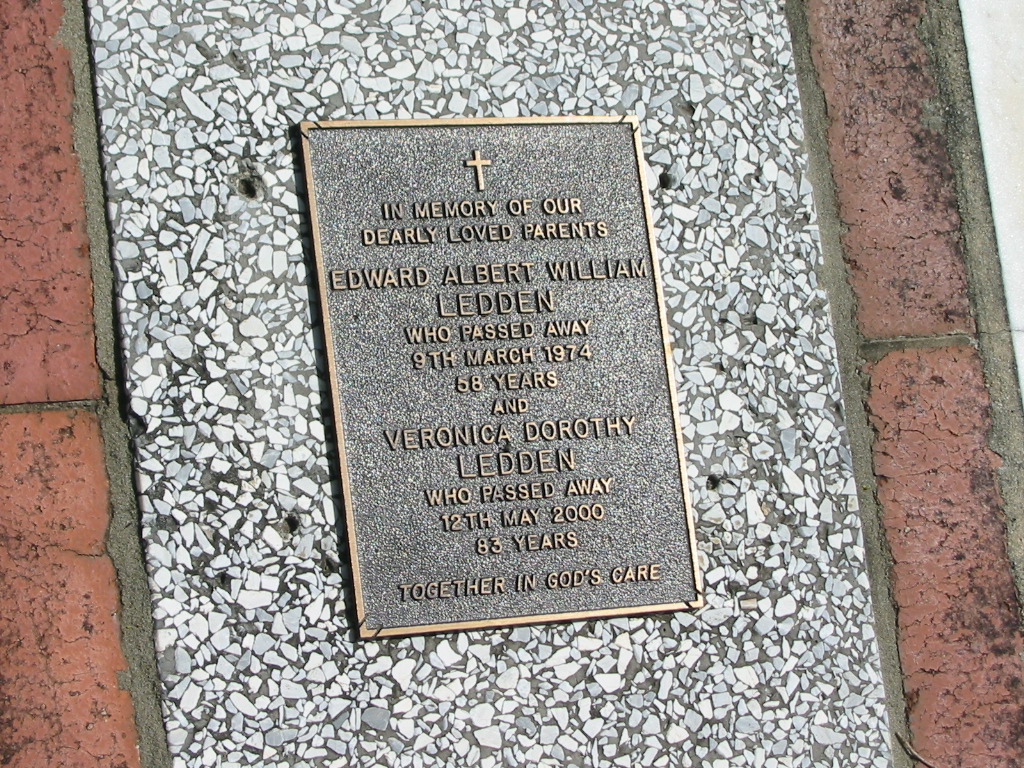 IN MEMORY OF OUR
DEARLY LOVED PARENTS
EDWARD ALBERT WILLIAM
LEDDEN
WHO PASSED AWAY
9TH MARCH 1974
58 YEARS
AND
VERONICA DOROTHY
LEDDEN
WHO PASSED AWAY
12TH MAY 2000
83 YEARS
TOGETHER IN GOD'S CARE